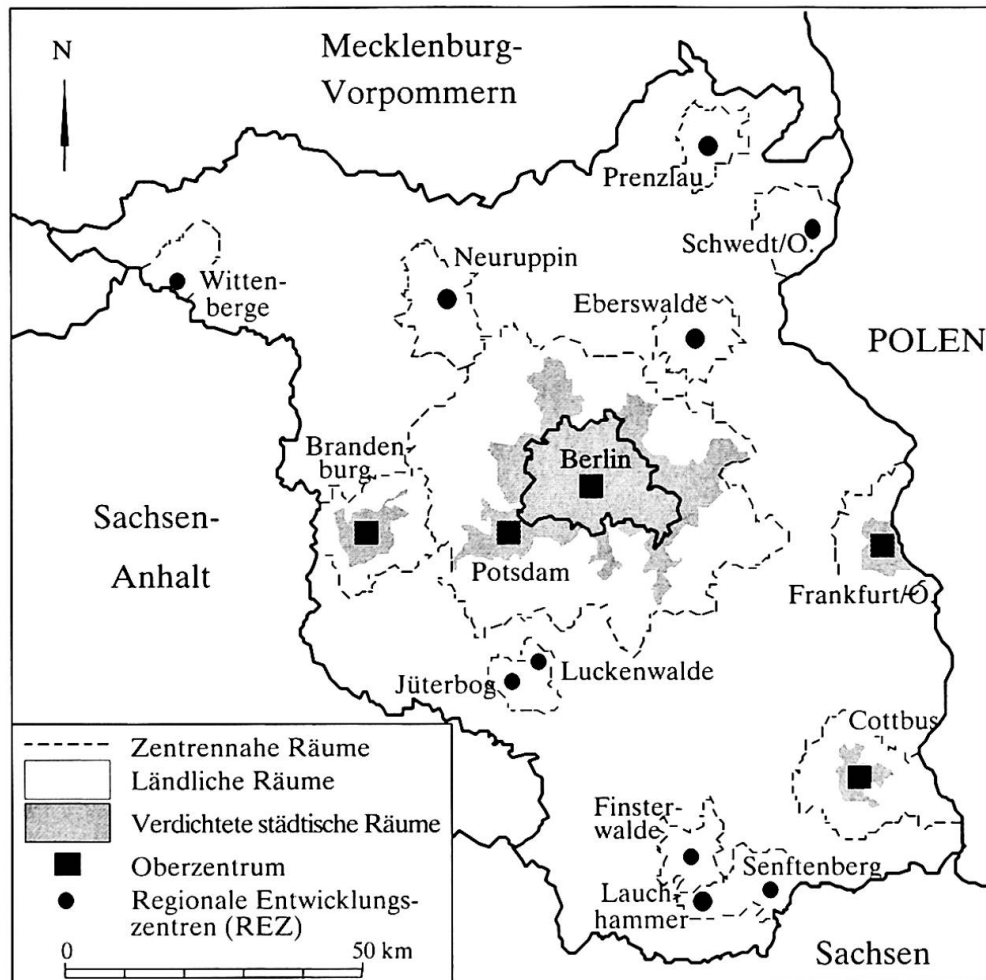 N
Mecklenburg-
Vorpommern
Prenzlau
Schwedt/O.
Neuruppin
Witten-
berge
Eberswalde
POLEN
Branden-
burg
Berlin
Sachsen-
Anhalt
Potsdam
Frankfurt/O.
Luckenwalde
Jüterbog
Cottbus
Finster-
walde
Senftenberg
Lauch-
hammer
Sachsen
Zentrennahe Räume
Ländliche Räume
Verdichtete städtische Räume
Oberzentrum
Regionale Entwicklungs-
zentren (REZ)
0 50 km